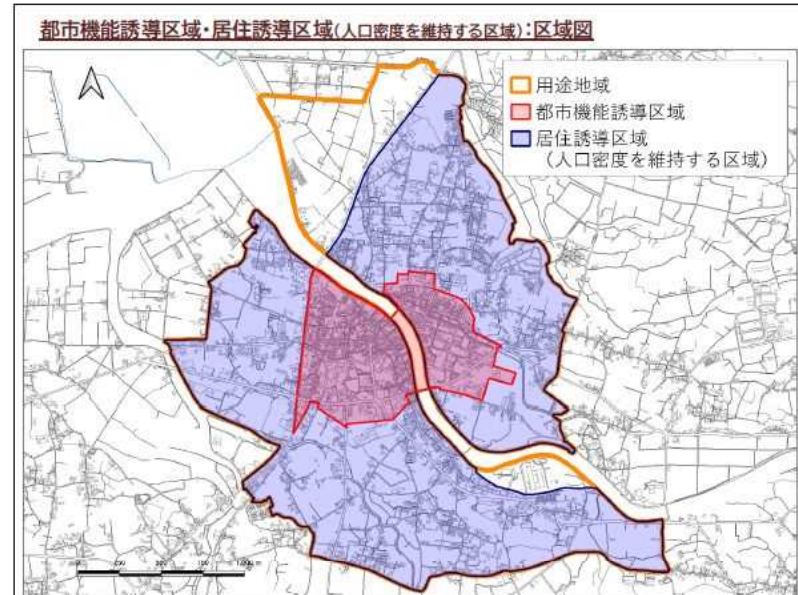 都市機能誘導区域・居住誘導区域(人口密度を維持する区域):区域図
用途地域
都市機能誘導区域
居住誘導区域
(人口密度を維持する区域)